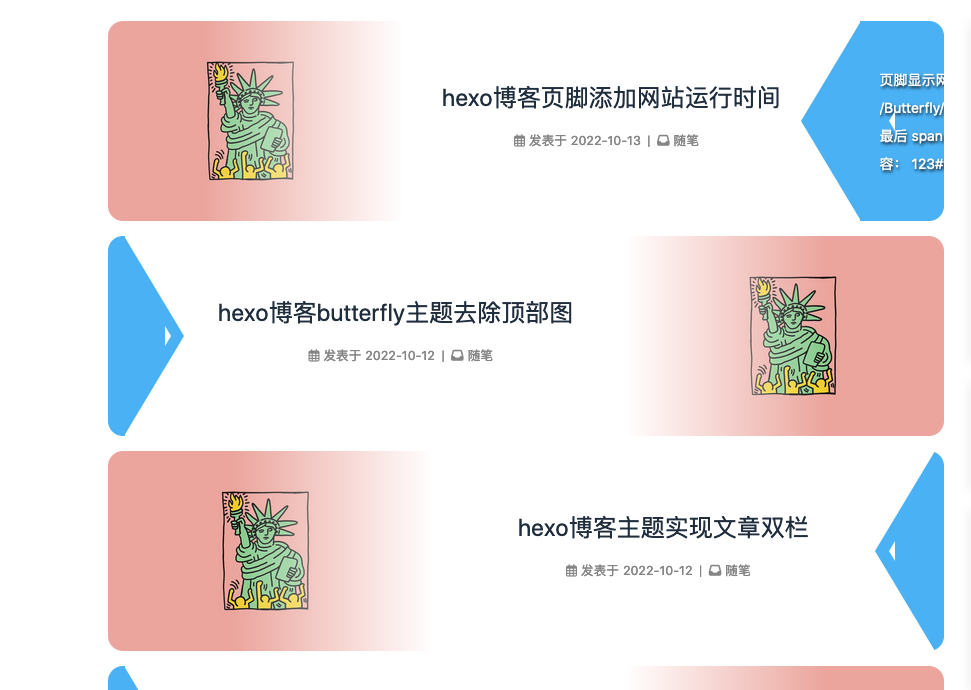 hexo博客页脚添加网站运行时间
发表于 2022-10-13 | 随笔
页脚显示网
/Butterfly/
最后 span
容： 123#
hexo博客butterfly主题去除顶部图
发表于 2022-10-12 | 随笔
hexo博客主题实现文章双栏
发表于 2022-10-12 | 随笔